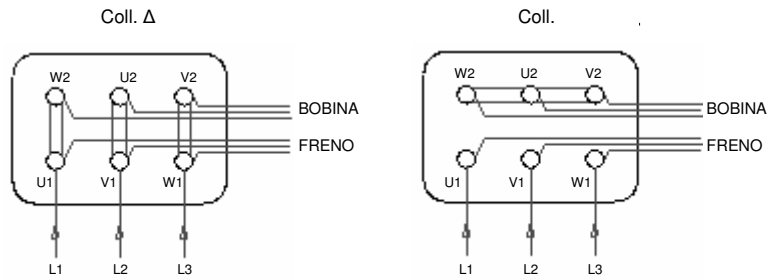 Coll. Δ
W2 U2 V2
BOBINA
FRENO
U1 V1 W1
L1 L2 L3
Coll.
W2 U2 V2
BOBINA
FRENO
U1 V1 W1
L1 L2 L3